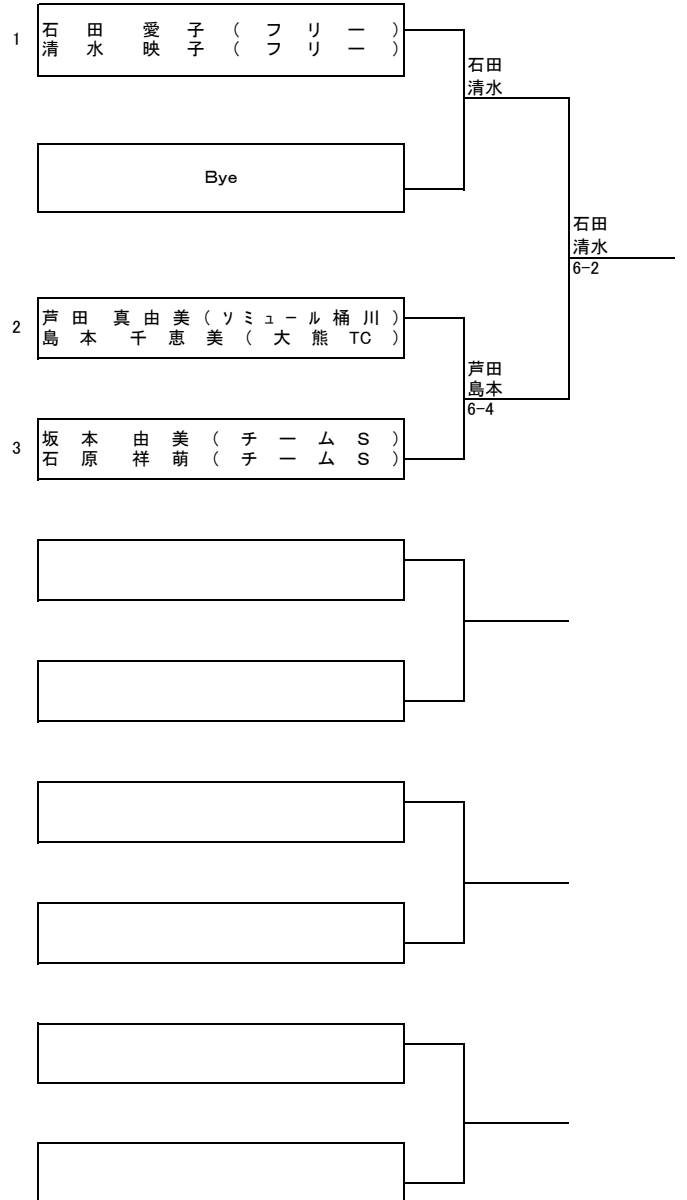 1
石田 愛子(フリー)
清水 映子(フリー)
石田
清水
Bye
石田
清水
6-2
2
芦田 真由美(ソミュール桶川)
島本 千恵美(大熊TC)
芦田
島本
6-4
3
坂本 由美(チームS)
石原 祥萌(チームS)